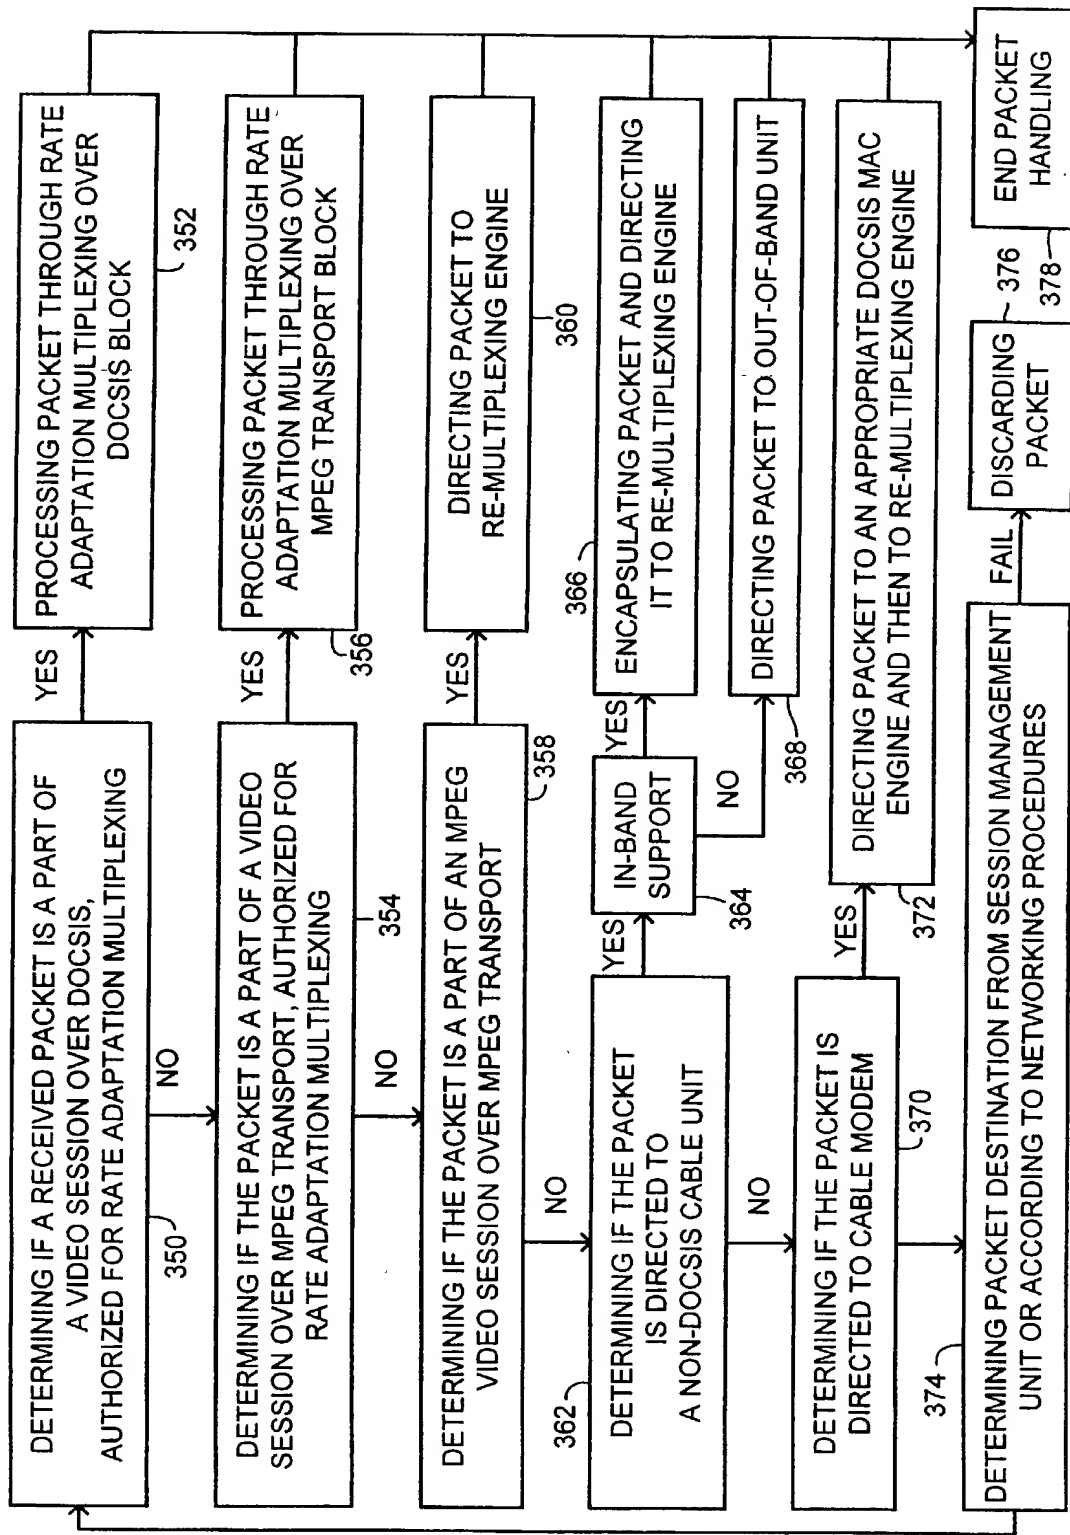 DETERMINING IF A RECEIVED PACKET IS A PART OF
A VIDEO SESSION OVER DOCSIS,
AUTHORIZED FOR RATE ADAPTATION MULTIPLEXING
350
YES
PROCESSING PACKET THROUGH RATE
ADAPTATION MULTIPLEXING OVER
DOCSIS BLOCK
352
NO
DETERMINING IF THE PACKET IS A PART OF A VIDEO
SESSION OVER MPEG TRANSPORT, AUTHORIZED FOR
RATE ADAPTATION MULTIPLEXING
354
YES
PROCESSING PACKET THROUGH RATE
ADAPTATION MULTIPLEXING OVER
MPEG TRANSPORT BLOCK
356
NO
DETERMINING IF THE PACKET IS A PART OF AN MPEG
VIDEO SESSION OVER MPEG TRANSPORT
358
YES
DIRECTING PACKET TO
RE-MULTIPLEXING ENGINE
360
NO
DETERMINING IF THE PACKET
IS DIRECTED TO
A NON-DOCSIS CABLE UNIT
362
YES
IN-BAND
SUPPORT
364
YES
ENCAPSULATING PACKET AND DIRECTING
IT TO RE-MULTIPLEXING ENGINE
366
NO
DIRECTING PACKET TO OUT-OF-BAND UNIT
368
NO
DETERMINING IF THE PACKET IS
DIRECTED TO CABLE MODEM
370
YES
DIRECTING PACKET TO AN APPROPRIATE DOCSIS MAC
ENGINE AND THEN TO RE-MULTIPLEXING ENGINE
372
DETERMINING PACKET DESTINATION FROM SESSION MANAGEMENT
UNIT OR ACCORDING TO NETWORKING PROCEDURES
374
FAIL
DISCARDING
PACKET
376
END PACKET
HANDLING
378